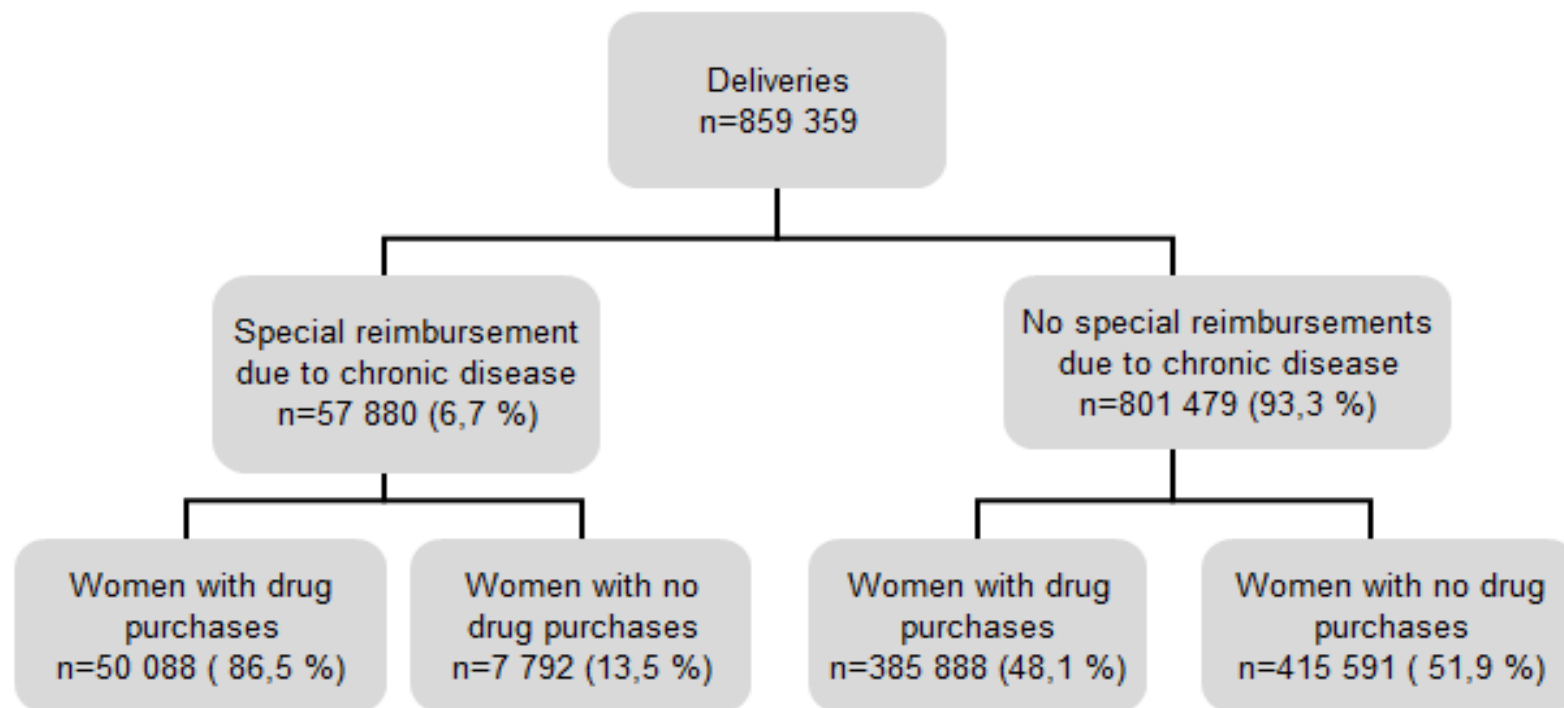 Deliveries
n=859 359
Special reimbursement
due to chronic disease
n=57 880 (6,7 %)
No special reimbursements
due to chronic disease
n=801 479 (93,3 %)
Women with drug
purchases
n=50 088 ( 86,5 %)
Women with no
drug purchases
n=7 792 (13,5 %)
Women with drug
purchases
n=385 888 (48,1 %)
Women with no drug
purchases
n=415 591 ( 51,9 %)